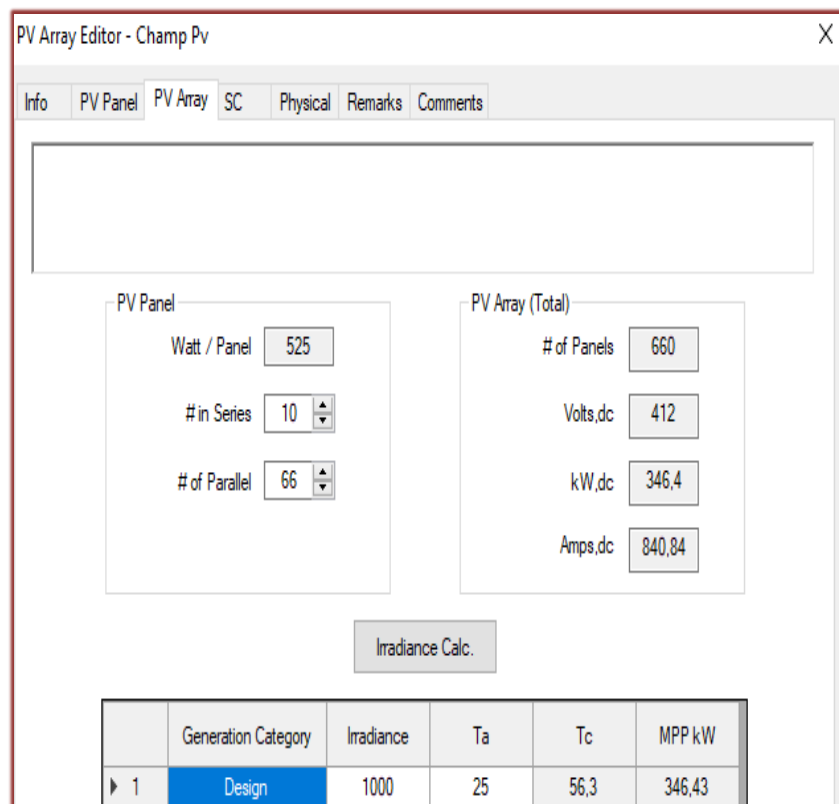 PV Array Editor - Champ Pv
Info PV Panel PV Array SC Physical Remarks Comments
PV Panel
Watt / Panel 525
# in Series 10
# of Parallel 66
PV Array (Total)
# of Panels 660
Volts,dc 412
kW,dc 346,4
Amps,dc 840,84
Irradiance Calc.
Generation Category Irradiance Ta Tc MPP kW
1 Design 1000 25 56,3 346,43